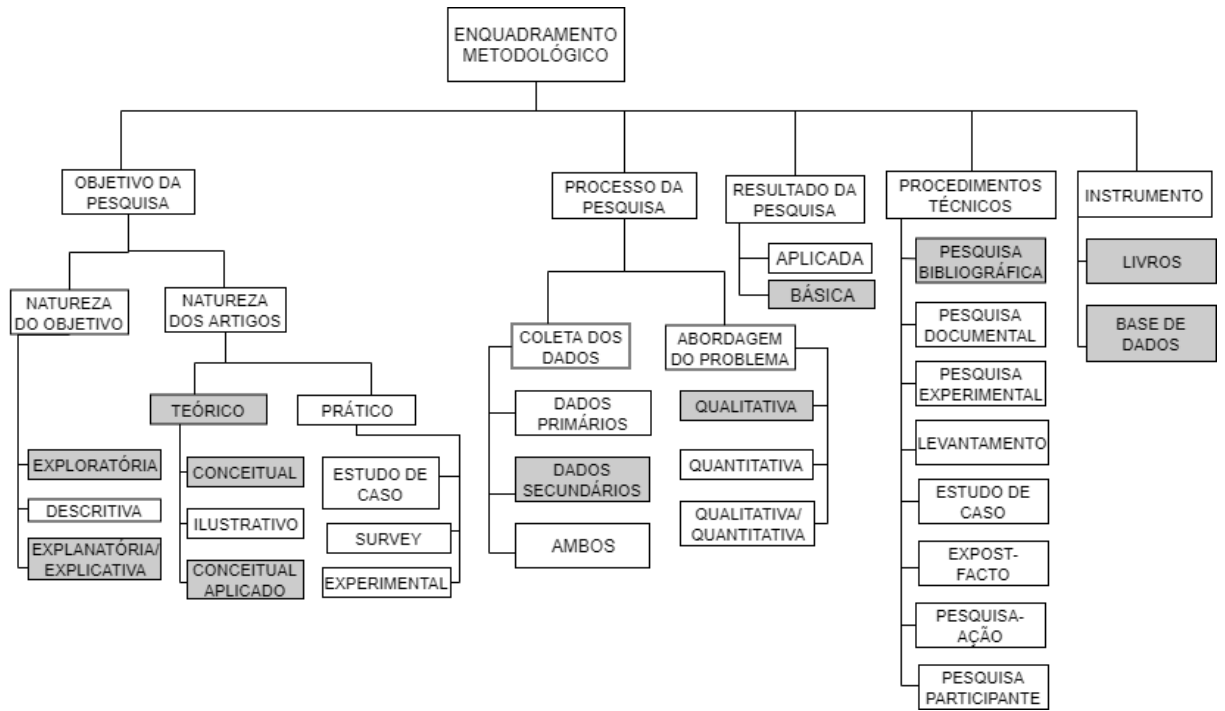 ENQUADRAMENTO
METODOLÓGICO
OBJETIVO DA
PESQUISA
NATUREZA
DO OBJETIVO
EXPLORATÓRIA
DESCRITIVA
EXPLANATÓRIA/
EXPLICATIVA
NATUREZA
DOS ARTIGOS
TEÓRICO
CONCEITUAL
ILUSTRATIVO
CONCEITUAL
APLICADO
PRÁTICO
ESTUDO DE
CASO
SURVEY
EXPERIMENTAL
PROCESSO DA
PESQUISA
COLETA DOS
DADOS
DADOS
PRIMÁRIOS
DADOS
SECUNDÁRIOS
AMBOS
ABORDAGEM
DO PROBLEMA
QUALITATIVA
QUANTITATIVA
QUALITATIVA/
QUANTITATIVA
RESULTADO DA
PESQUISA
APLICADA
BÁSICA
PROCEDIMENTOS
TÉCNICOS
PESQUISA
BIBLIOGRÁFICA
PESQUISA
DOCUMENTAL
PESQUISA
EXPERIMENTAL
LEVANTAMENTO
ESTUDO DE
CASO
EXPOST-
FACTO
PESQUISA-
AÇÃO
PESQUISA
PARTICIPANTE
INSTRUMENTO
LIVROS
BASE DE
DADOS